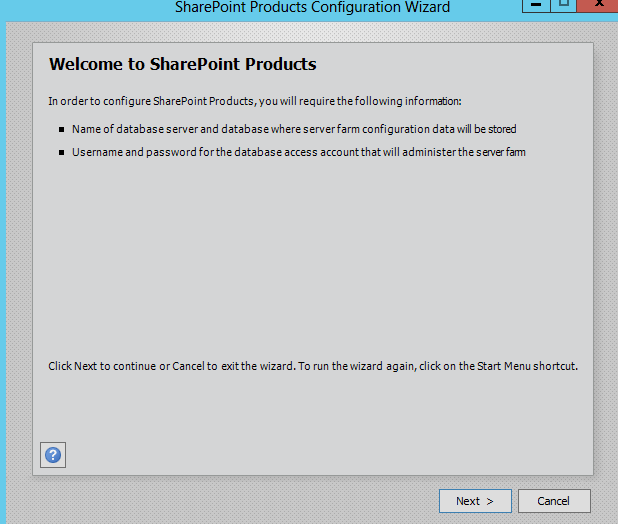 SharePoint Products Configuration Wizard
Welcome to SharePoint Products
In order to configure SharePoint Products, you will require the following information:
Name of database server and database where server farm configuration data will be stored
Username and password for the database access account that will administer the server farm
Click Next to continue or Cancel to exit the wizard. To run the wizard again, click on the Start Menu shortcut.
?
Next >
Cancel